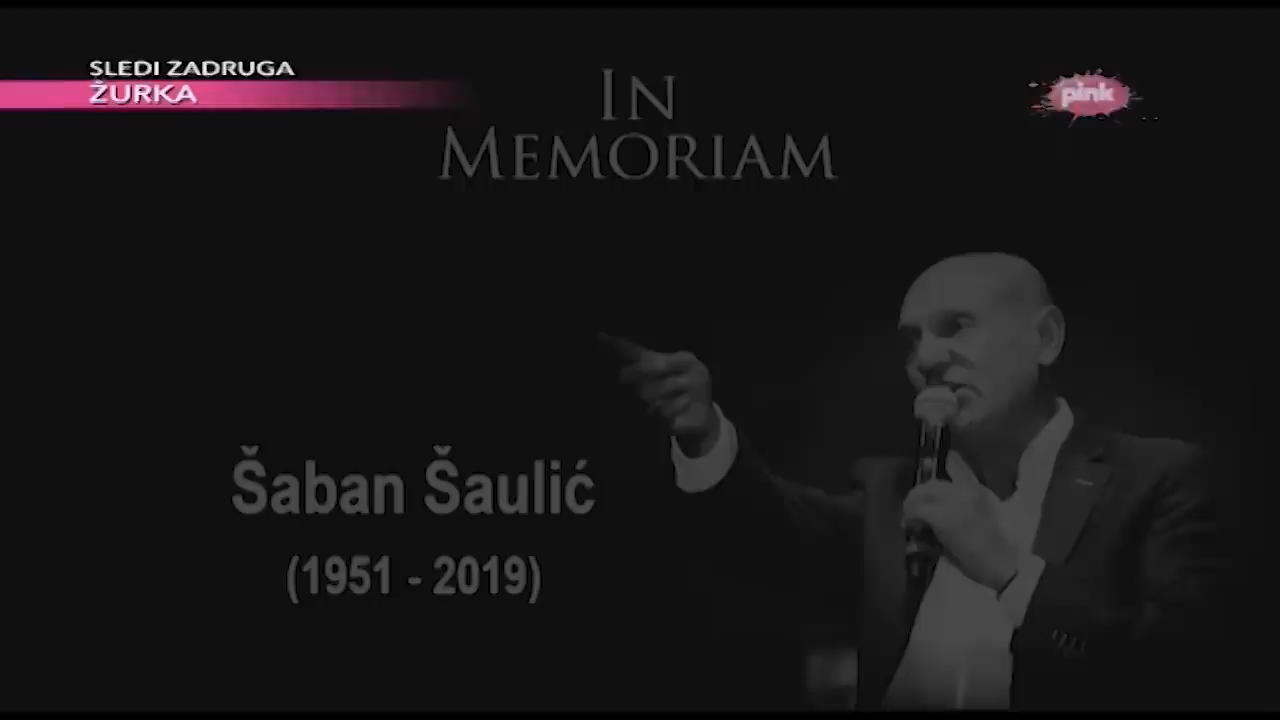 SLEDI ZADRUGA
ŽURKA
pink
IN
MEMORIAM
Šaban Šaulić
(1951 - 2019)